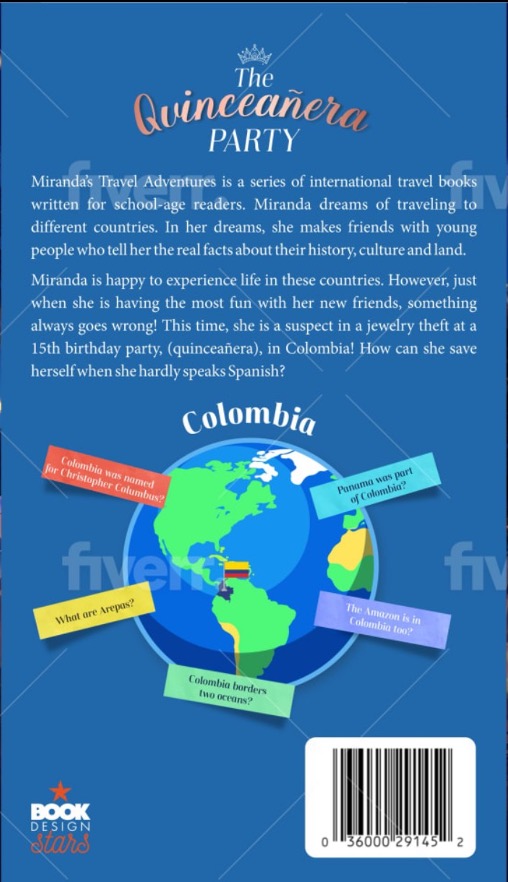 The
Quinceañera
PARTY
Miranda's Travel Adventures is a series of international travel books
written for school-age readers. Miranda dreams of traveling to
different countries. In her dreams, she makes friends with young
people who tell her the real facts about their history, culture and land.
Miranda is happy to experience life in these countries. However, just
when she is having the most fun with her new friends, something
always goes wrong! This time, she is a suspect in a jewelry theft at a
15th birthday party, (quinceañera), in Colombia! How can she save
herself when she hardly speaks Spanish?
Colombia
Colombia was named
for Christopher Columbus?
Panama was part
of Colombia?
What are Arepas?
The Amazon is in
Colombia too?
Colombia borders
two oceans?
BOOK
DESIGN
stars
0 36000 29145 2
fiverr
fiv
fiverr
fiv